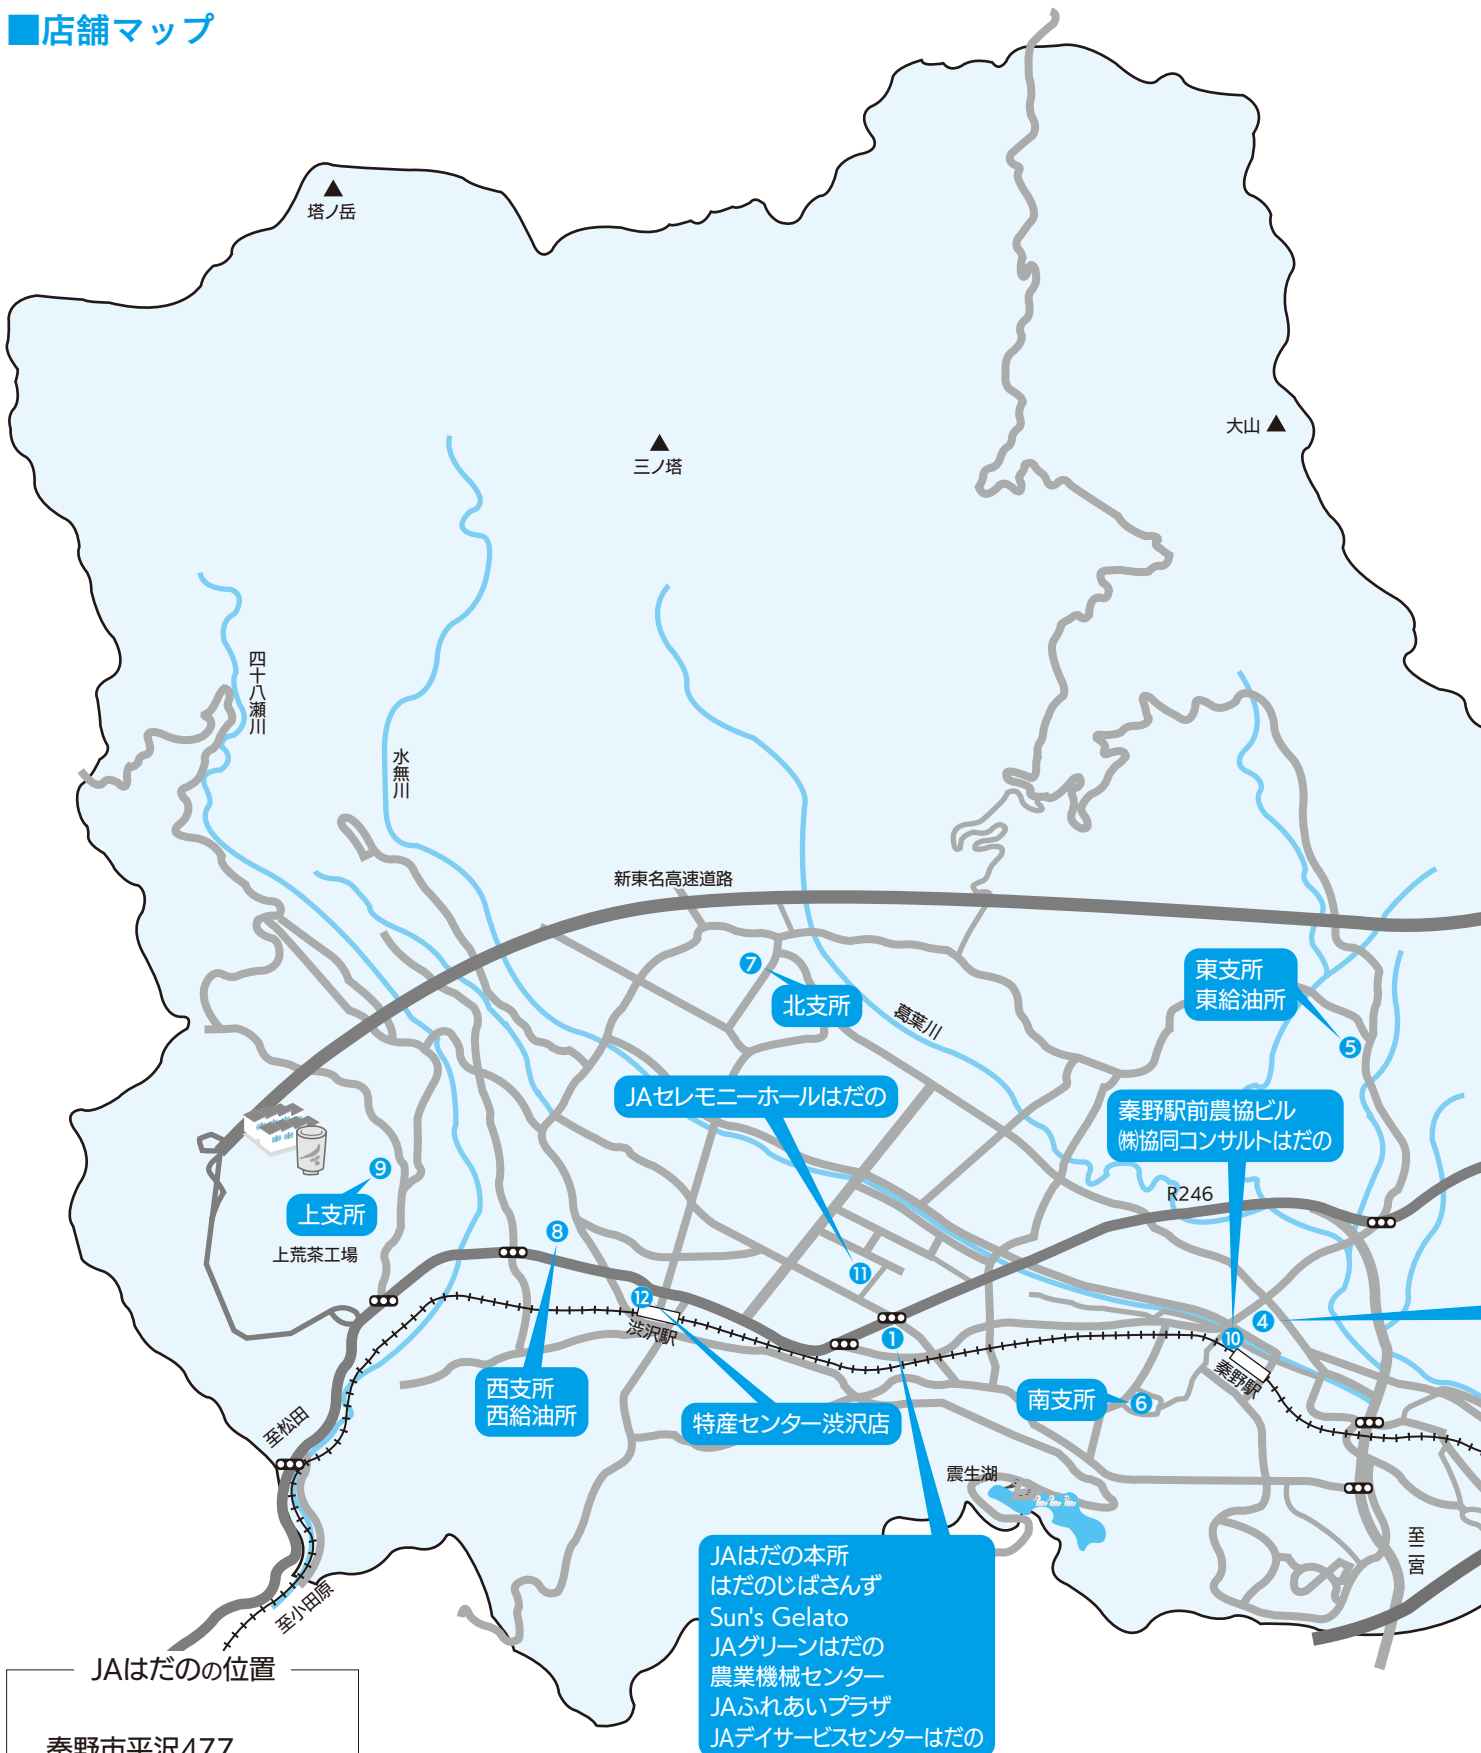 ■店舗マップ
塔ノ岳
三ノ塔
大山
四十八瀬川
水無川
新東名高速道路
7
北支所
葛葉川
東支所
東給油所
5
JAセレモニーホールはだの
秦野駅前農協ビル
㈱協同コンサルトはだの
R246
9
上支所
上荒茶工場
8
11
12
渋沢駅
1
10
4
秦野駅
西支所
西給油所
特産センター渋沢店
南支所
6
至松田
震生湖
至二宮
至小田原
JAはだの本所
はだのじばさんず
Sun's Gelato
JAグリーンはだの
農業機械センター
JAふれあいプラザ
JAデイサービスセンターはだの
JAはだのの位置
秦野市平沢477